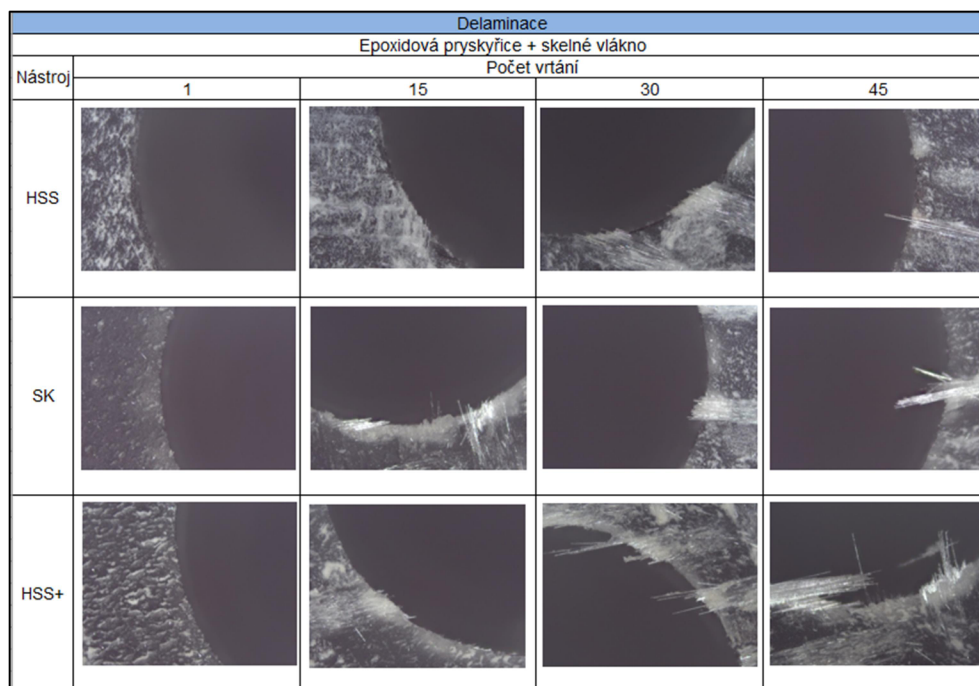 Delaminace
Epoxidová pryskyřice + skelné vlákno
Nástroj
Počet vrtání
1 15 30 45
HSS
SK
HSS+